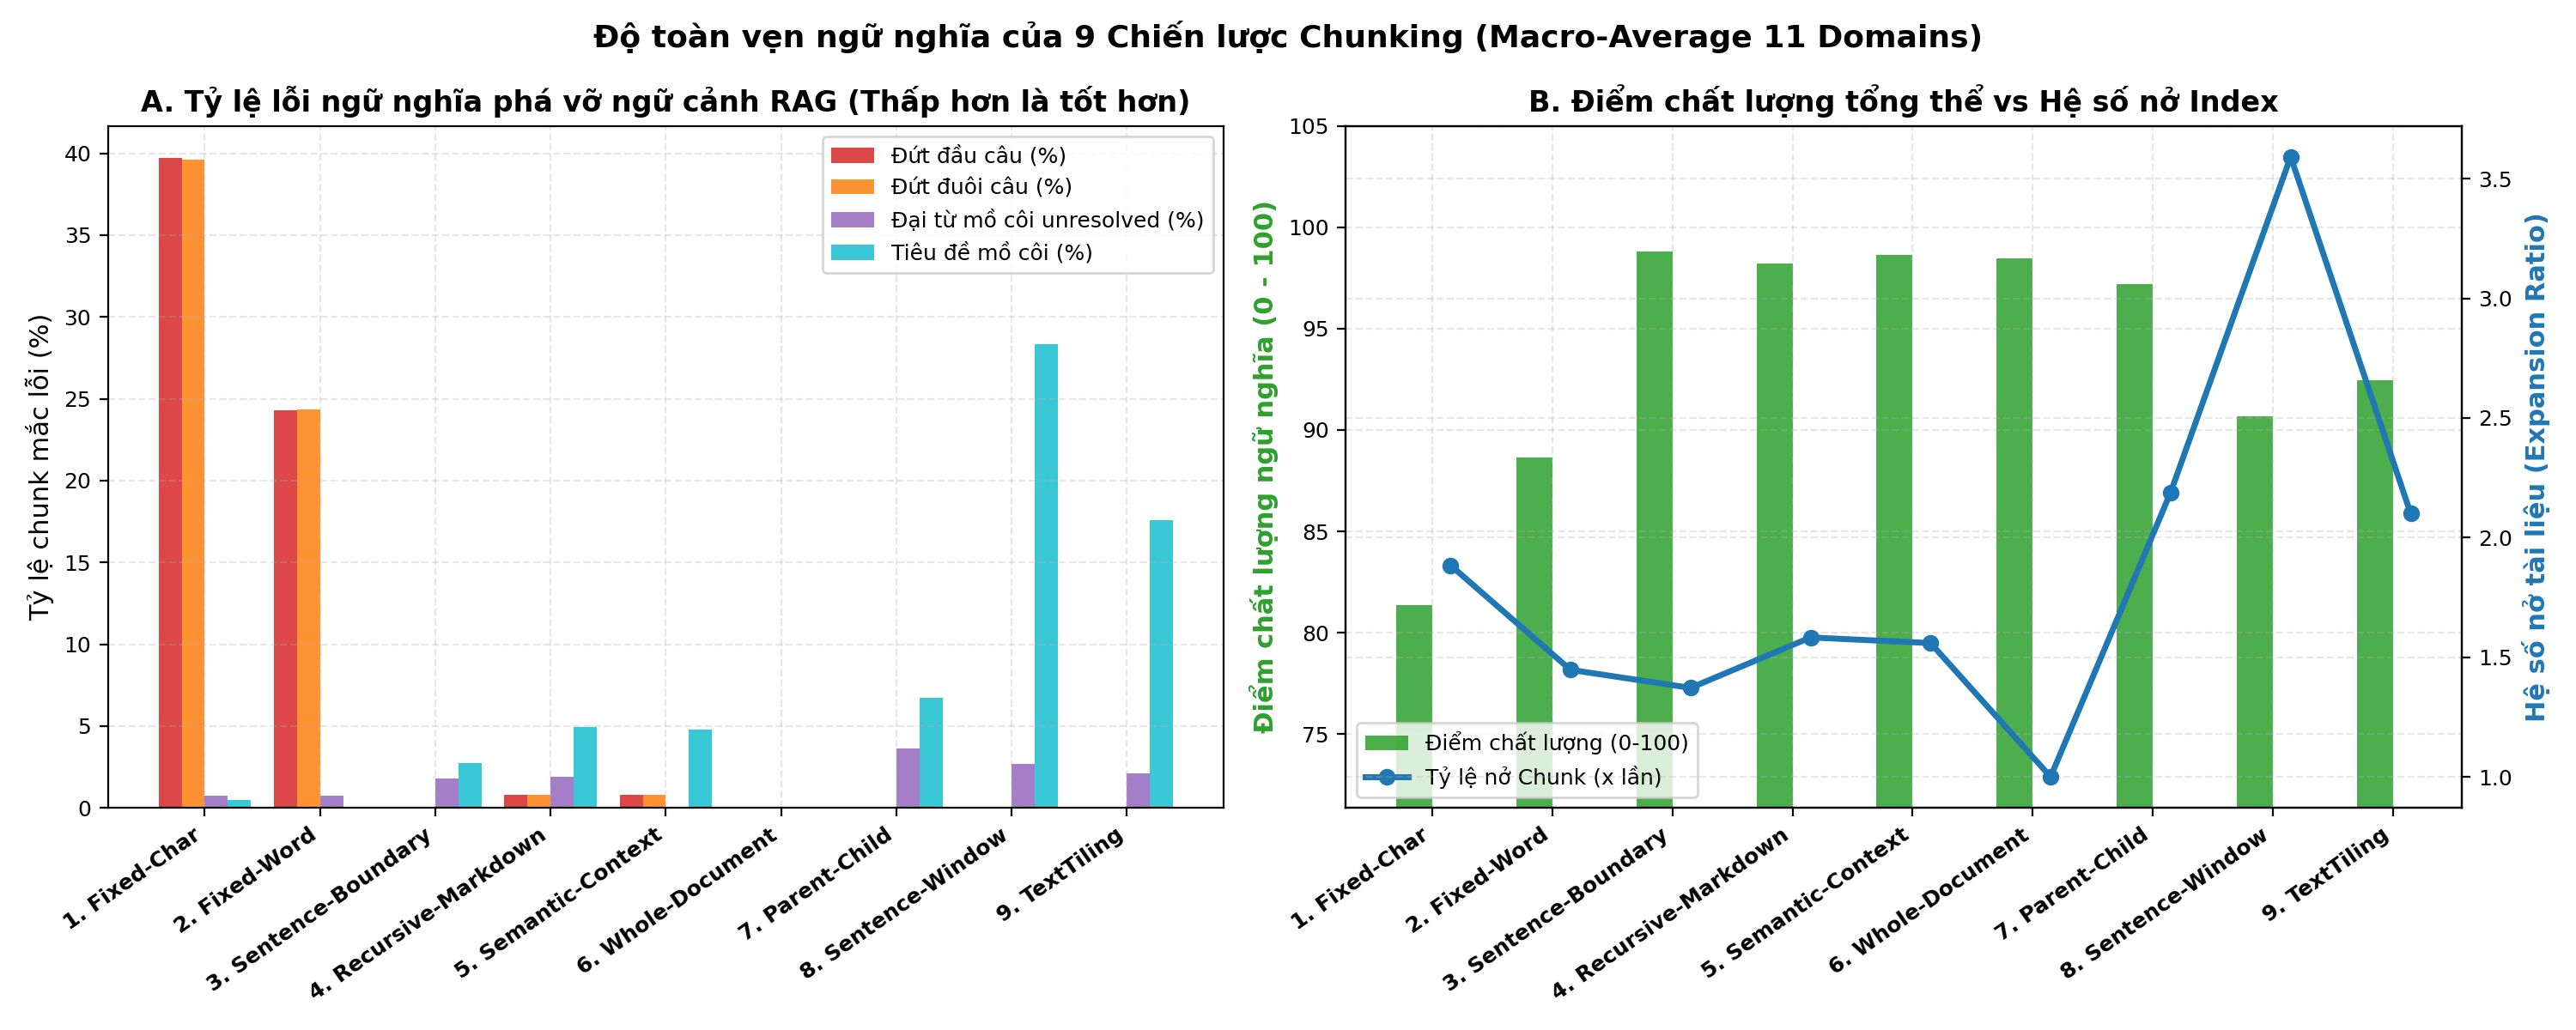 Độ toàn vẹn ngữ nghĩa của 9 Chiến lược Chunking (Macro-Average 11 Domains)
A. Tỷ lệ lỗi ngữ nghĩa phá vỡ ngữ cảnh RAG (Thấp hơn là tốt hơn)
Tỷ lệ chunk mắc lỗi (%)
40
35
30
25
20
15
10
5
0
Đứt đầu câu (%)
Đứt đuôi câu (%)
Đại từ mồ côi unresolved (%)
Tiêu đề mồ côi (%)
1. Fixed-Char
2. Fixed-Word
3. Sentence-Boundary
4. Recursive-Markdown
5. Semantic-Context
6. Whole-Document
7. Parent-Child
8. Sentence-Window
9. TextTiling
B. Điểm chất lượng tổng thể vs Hệ số nở Index
Điểm chất lượng ngữ nghĩa (0 - 100)
105
100
95
90
85
80
75
Điểm chất lượng (0-100)
Tỷ lệ nở Chunk (x lần)
3.5
3.0
2.5
2.0
1.5
1.0
Hệ số nở tài liệu (Expansion Ratio)
1. Fixed-Char
2. Fixed-Word
3. Sentence-Boundary
4. Recursive-Markdown
5. Semantic-Context
6. Whole-Document
7. Parent-Child
8. Sentence-Window
9. TextTiling